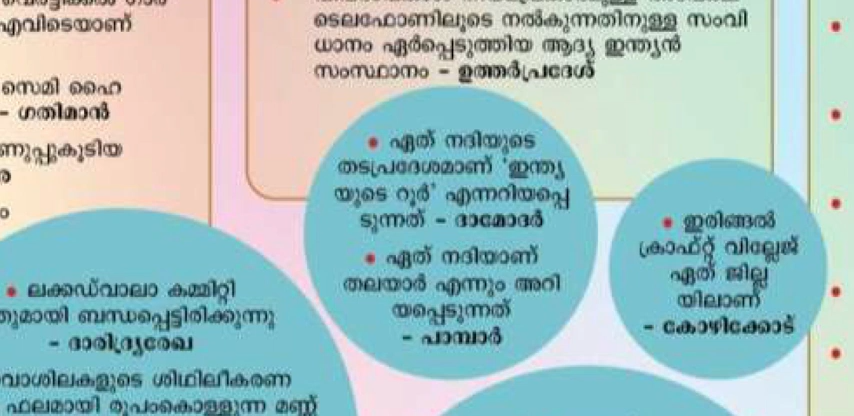 എവിടെയാണ്
സെമി ഹൈ
- ഗതിമാൻ
ണുപ്പുകൂടിയ
ടെലഫോണിലൂടെ നൽകുന്നതിനുള്ള സംവി
ധാനം ഏർപ്പെടുത്തിയ ആദ്യ ഇന്ത്യൻ
സംസ്ഥാനം - ഉത്തർപ്രദേശ്
• ഏത് നദിയുടെ
തടപ്രദേശമാണ് 'ഇന്ത്യ
യുടെ റൂർ' എന്നറിയപ്പെ
ടുന്നത് - ദാമോദർ
• ഏത് നദിയാണ്
തലയാർ എന്നും അറി
യപ്പെടുന്നത്
- പാമ്പാർ
• ഇരിങ്ങൽ
ക്രാഫ്റ്റ് വില്ലേജ്
ഏത് ജില്ല
യിലാണ്
- കോഴിക്കോട്
• ലക്കഡ്‌വാലാ കമ്മിറ്റി
തുമായി ബന്ധപ്പെട്ടിരിക്കുന്നു
- ദാരിദ്ര്യരേഖ
വാശിലകളുടെ ശിഥിലീകരണ
ഫലമായി രൂപംകൊള്ളുന്ന മണ്ണ്